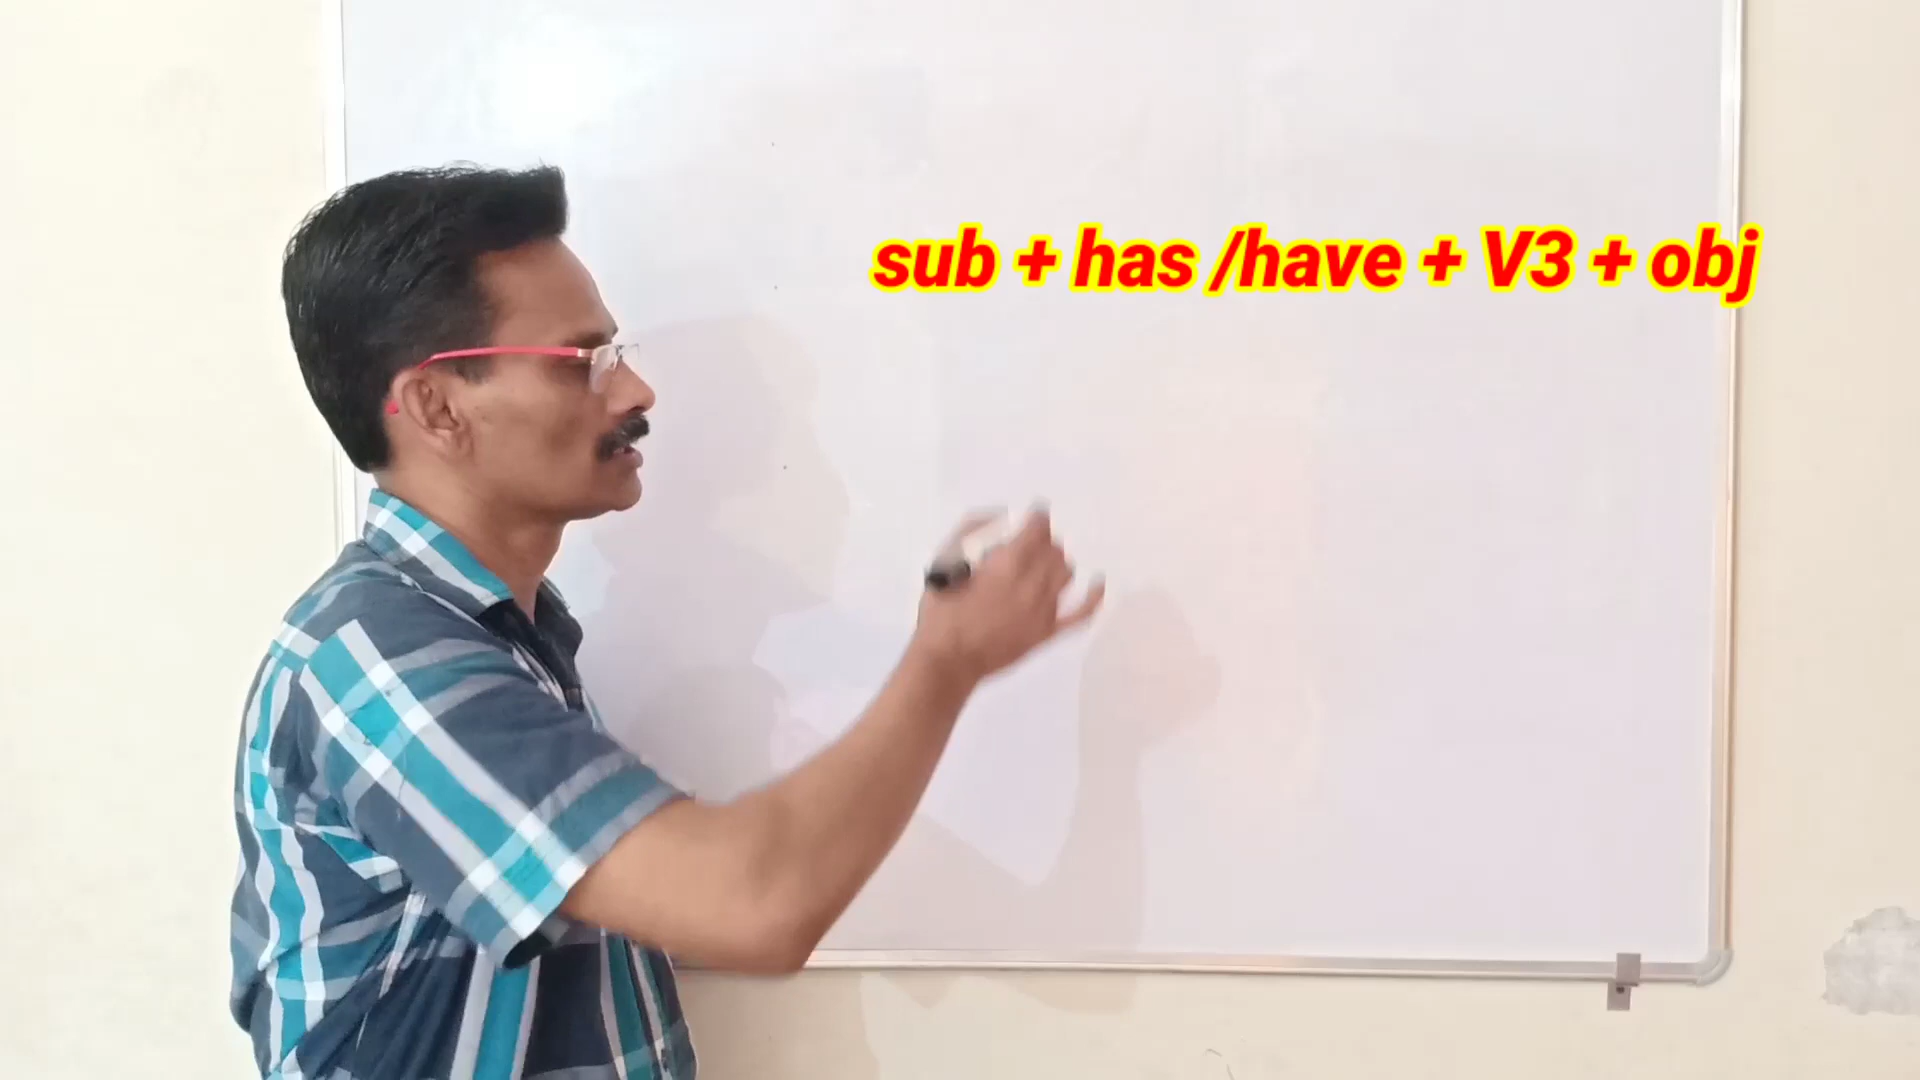 sub + has /have + V3 + obj